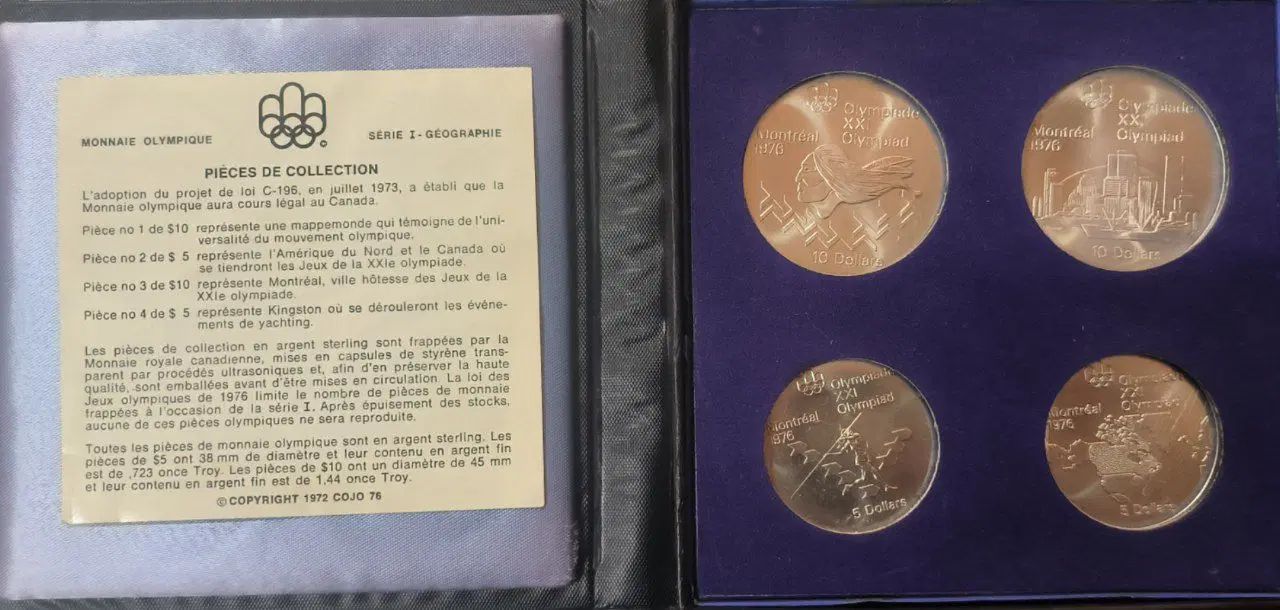 MONNAIE OLYMPIQUE
SÉRIE I - GÉOGRAPHIE
PIÈCES DE COLLECTION
L'adoption du projet de loi C-196, en juillet 1973, a établi que la
Monnaie olympique aura cours légal au Canada.
Pièce no 1 de $10 représente une mappemonde qui témoigne de l'uni-
versalité du mouvement olympique.
Pièce no 2 de $ 5 représente l'Amérique du Nord et le Canada où
se tiendront les Jeux de la XXIe olympiade.
Pièce no 3 de $10 représente Montréal, ville hôtesse des Jeux de la
XXIe olympiade.
Pièce no 4 de $ 5 représente Kingston où se dérouleront les événe-
ments de yachting.
Les pièces de collection en argent sterling sont frappées par la
Monnaie royale canadienne, mises en capsules de styrène trans-
parent par procédés ultrasoniques et, afin d'en préserver la haute
qualité, sont emballées avant d'être mises en circulation. La loi des
Jeux olympiques de 1976 limite le nombre de pièces de monnaie
frappées à l'occasion de la série I. Après épuisement des stocks,
aucune de ces pièces olympiques ne sera reproduite.
Toutes les pièces de monnaie olympique sont en argent sterling. Les
pièces de $5 ont 38 mm de diamètre et leur contenu en argent fin
est de ,723 once Troy. Les pièces de $10 ont un diamètre de 45 mm
et leur contenu en argent fin est de 1,44 once Troy.
© COPYRIGHT 1972 COJO 76
Olympiade
XXI
Olympiad
Montréal
1976
10 Dollars
Olympiade
XXI
Olympiad
Montréal
1976
10 Dollars
Olympiade
XXI
Olympiad
Montréal
1976
5 Dollars
Olympiade
XXI
Olympiad
Montréal
1976
5 Dollars